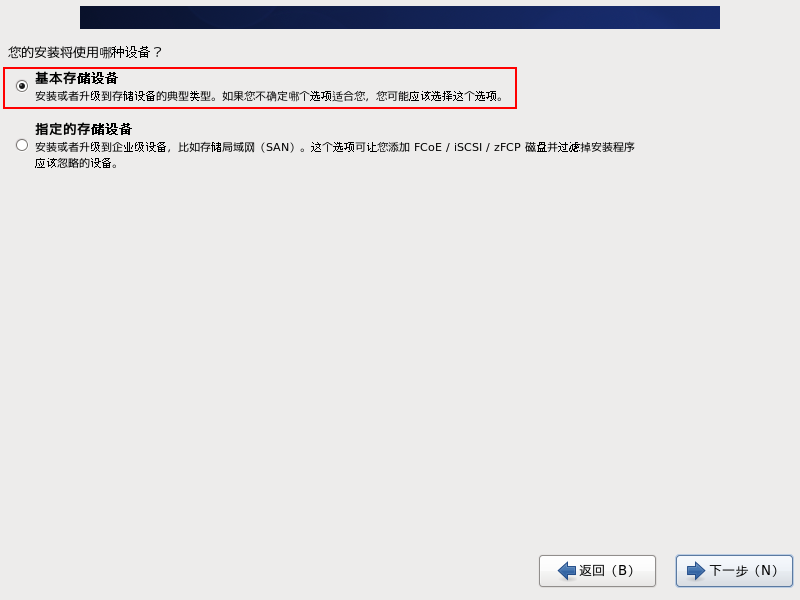 您的安装将使用哪种设备？
基本存储设备
安装或者升级到存储设备的典型类型。如果您不确定哪个选项适合您，您可能应该选择这个选项。
指定的存储设备
安装或者升级到企业级设备，比如存储局域网（SAN）。这个选项可让您添加 FCoE / iSCSI / zFCP 磁盘并过滤掉安装程序
应该忽略的设备。
返回（B）
下一步（N）